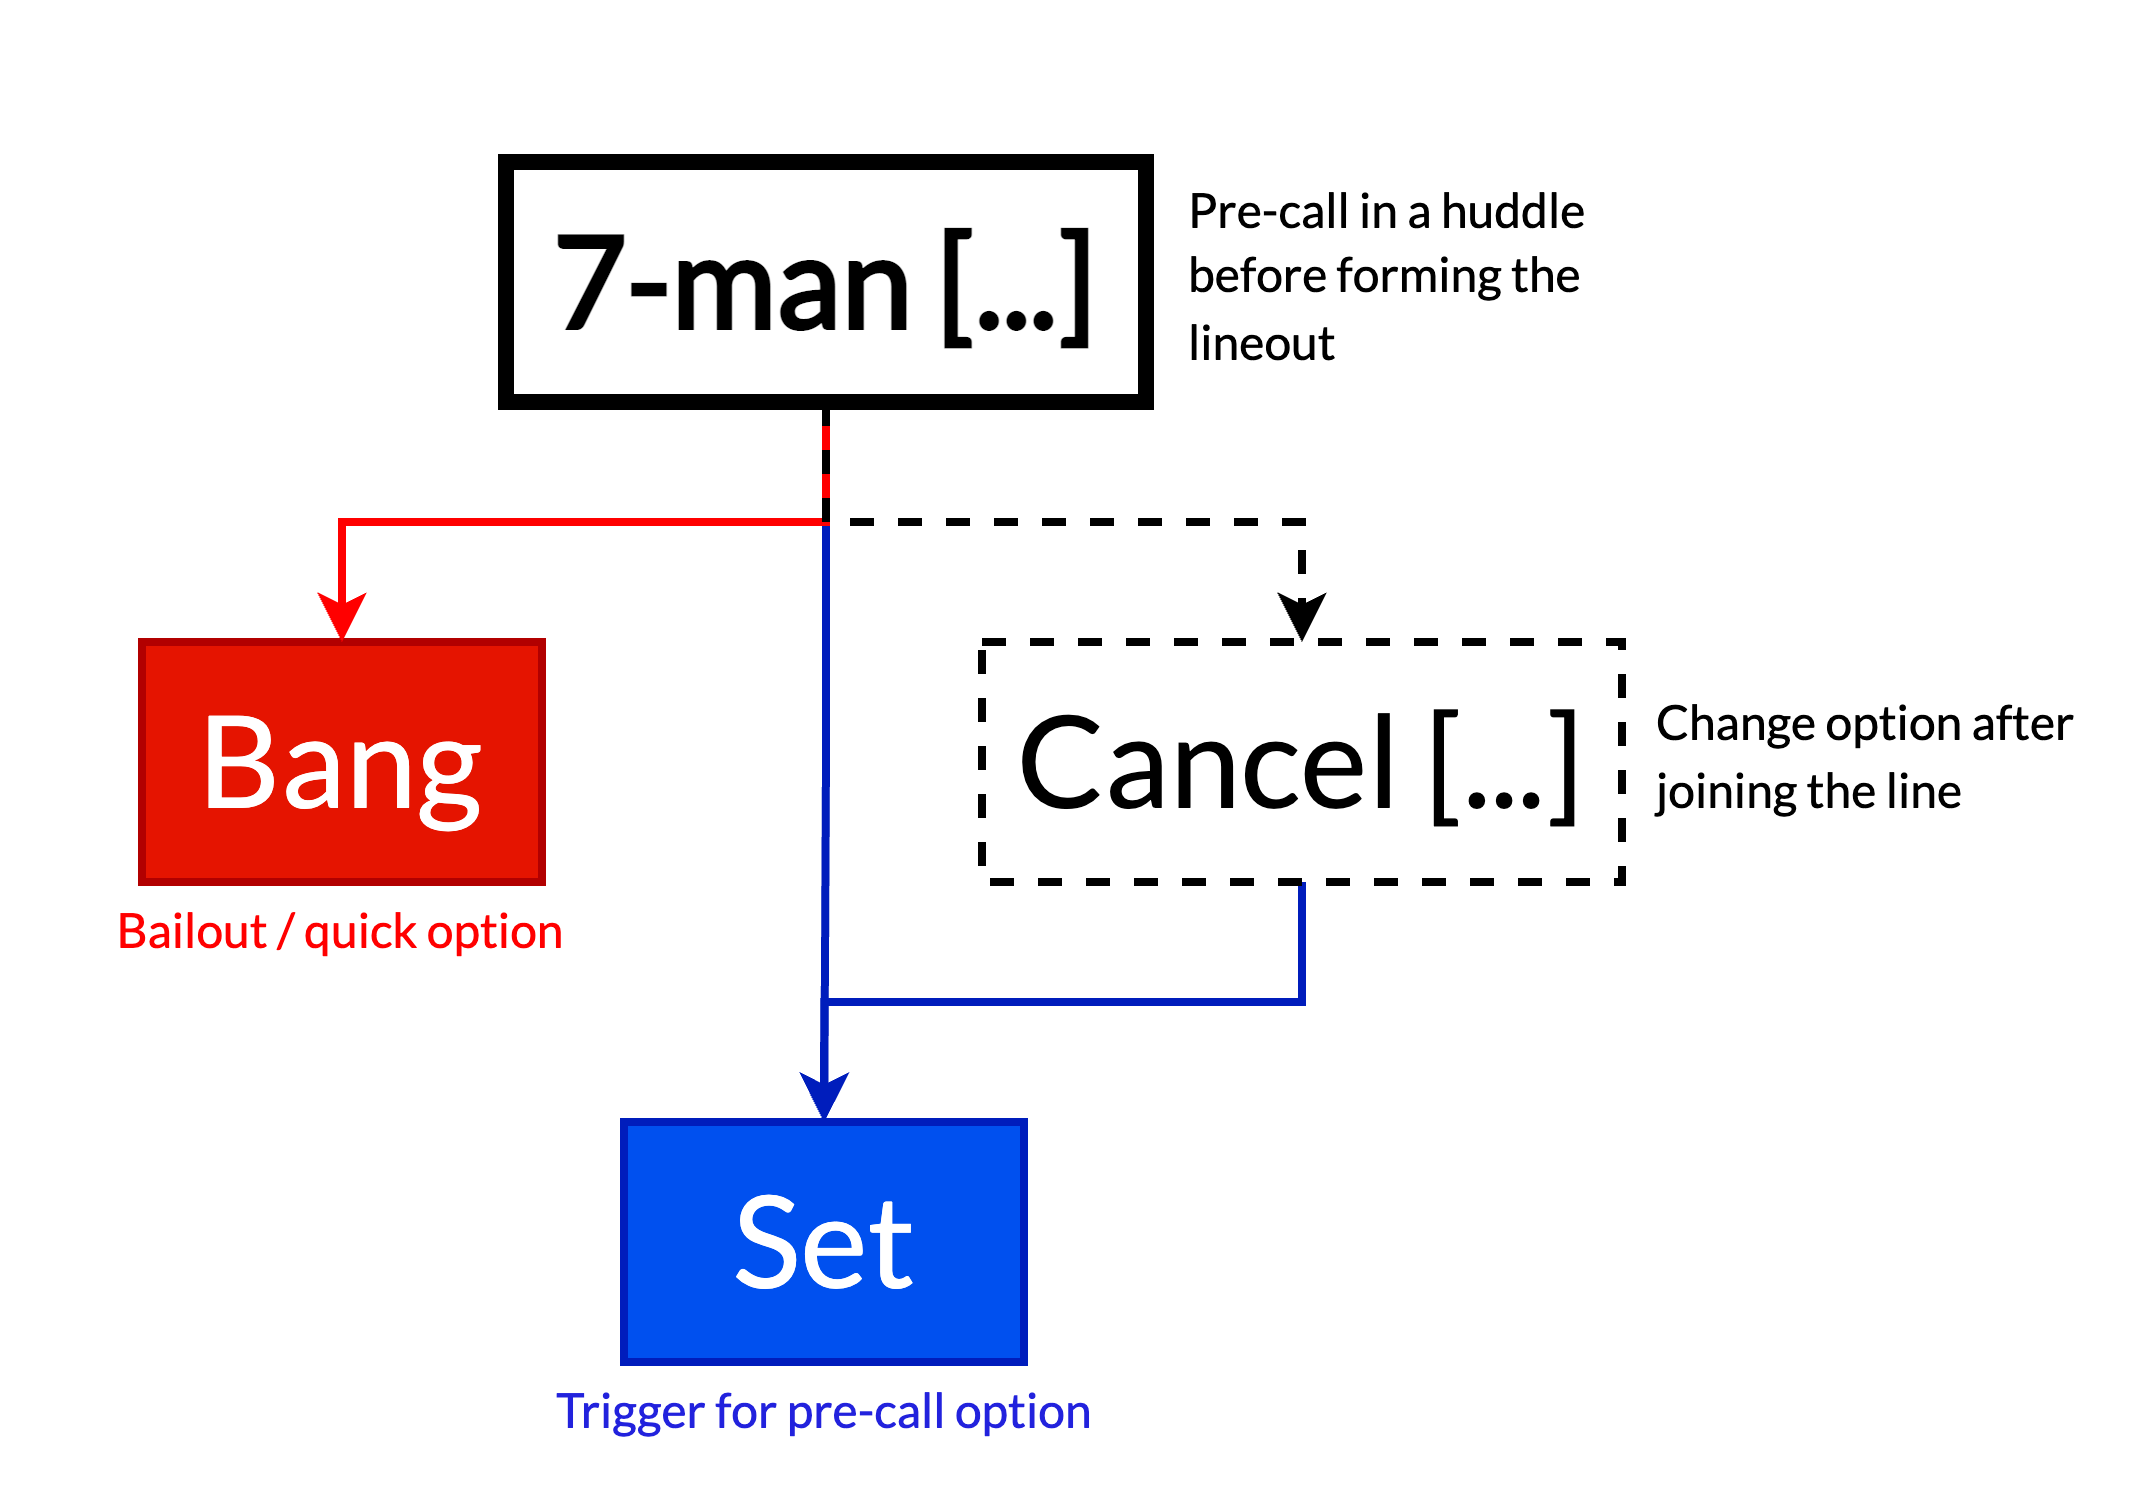 7-man [...]
Pre-call in a huddle
before forming the
lineout
Bang
Bailout / quick option
Cancel [...]
Change option after
joining the line
Set
Trigger for pre-call option